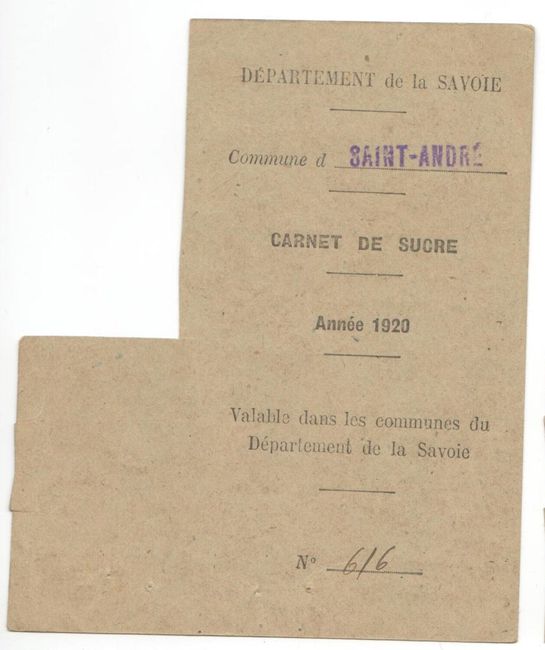 DÉPARTEMENT de la SAVOIE
Commune d SAINT-ANDRÉ
CARNET DE SUCRE
Année 1920
Valable dans les communes du
Département de la Savoie
N° 616